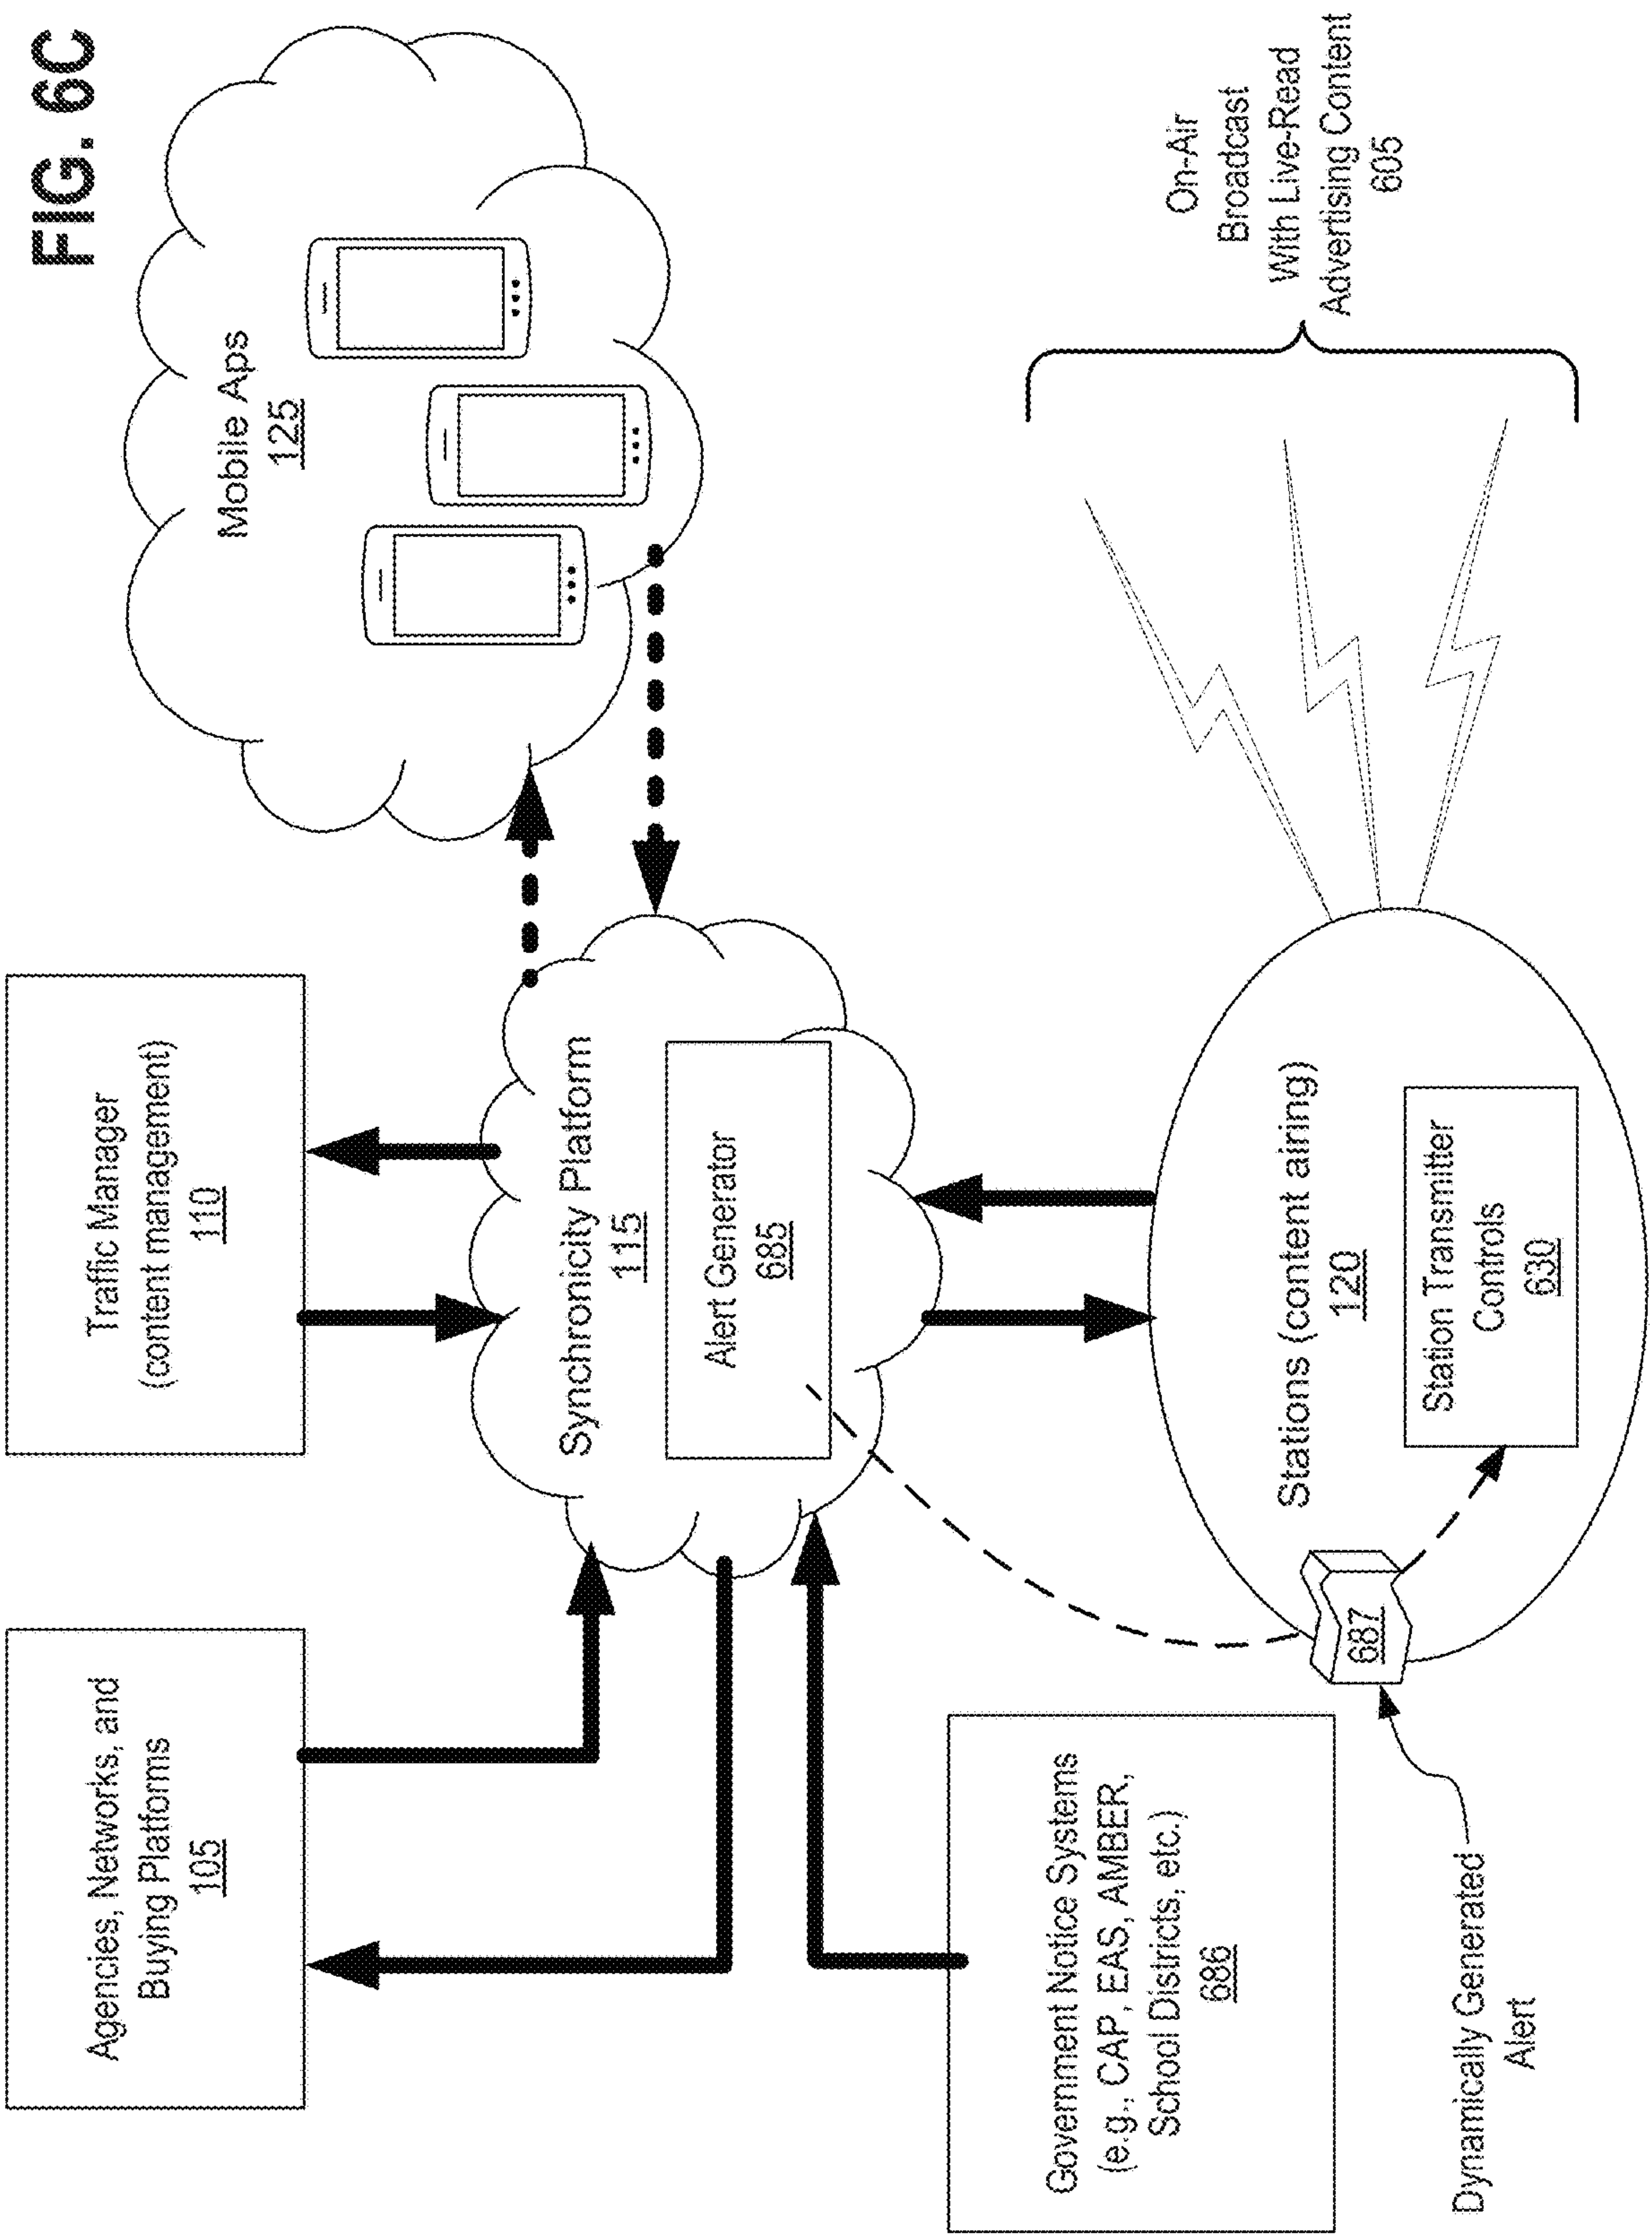 FIG. 6C
Agencies, Networks, and
Buying Platforms
105
Traffic Manager
(content management)
110
Mobile Aps
125
Synchronicity Platform
115
Alert Generator
685
Government Notice Systems
(e.g., CAP, EAS, AMBER,
School Districts, etc.)
686
Stations (content airing)
120
Station Transmitter
Controls
630
687
Dynamically Generated
Alert
On-Air
Broadcast
With Live-Read
Advertising Content
605